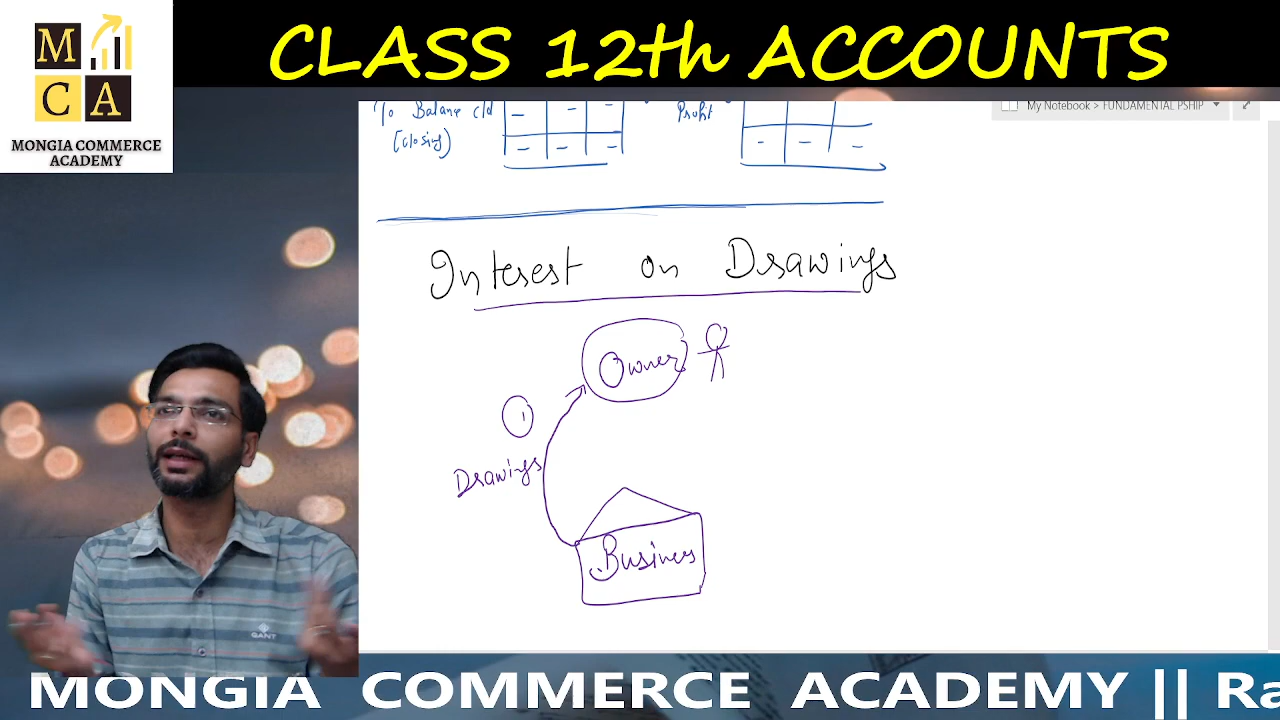 CLASS 12th ACCOUNTS
M
C A
MONGIA COMMERCE
ACADEMY
My Notebook > FUNDAMENTAL PSHIP
To Balance c/d
(closing)
Profit
Interest on Drawings
Owner
1
Drawings
Business
GANT
MONGIA COMMERCE ACADEMY || Ra